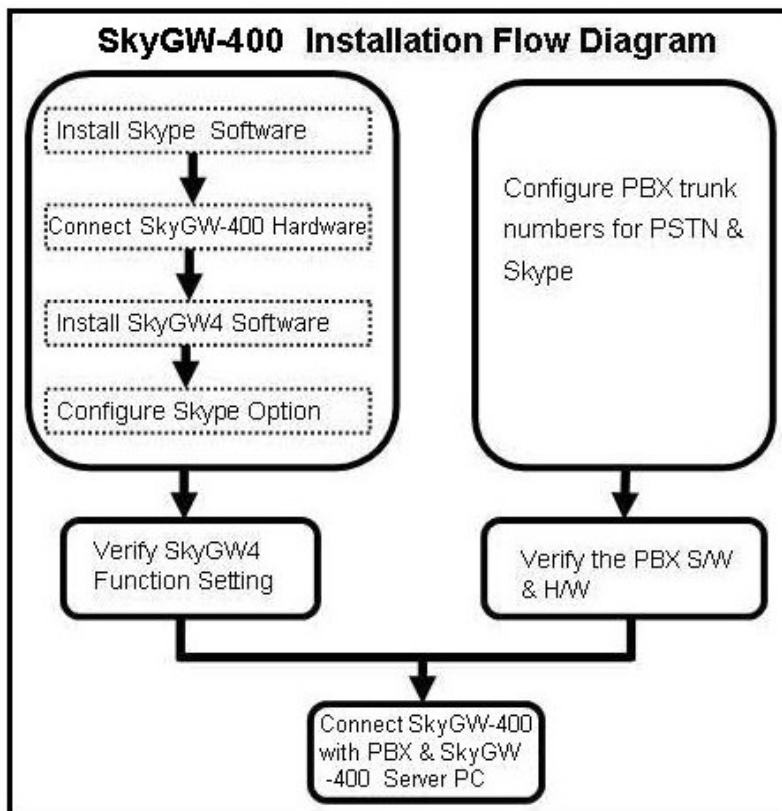 SkyGW-400 Installation Flow Diagram
Install Skype Software
Connect SkyGW-400 Hardware
Install SkyGW4 Software
Configure Skype Option
Configure PBX trunk
numbers for PSTN &
Skype
Verify SkyGW4
Function Setting
Verify the PBX S/W
& H/W
Connect SkyGW-400
with PBX & SkyGW
-400 Server PC